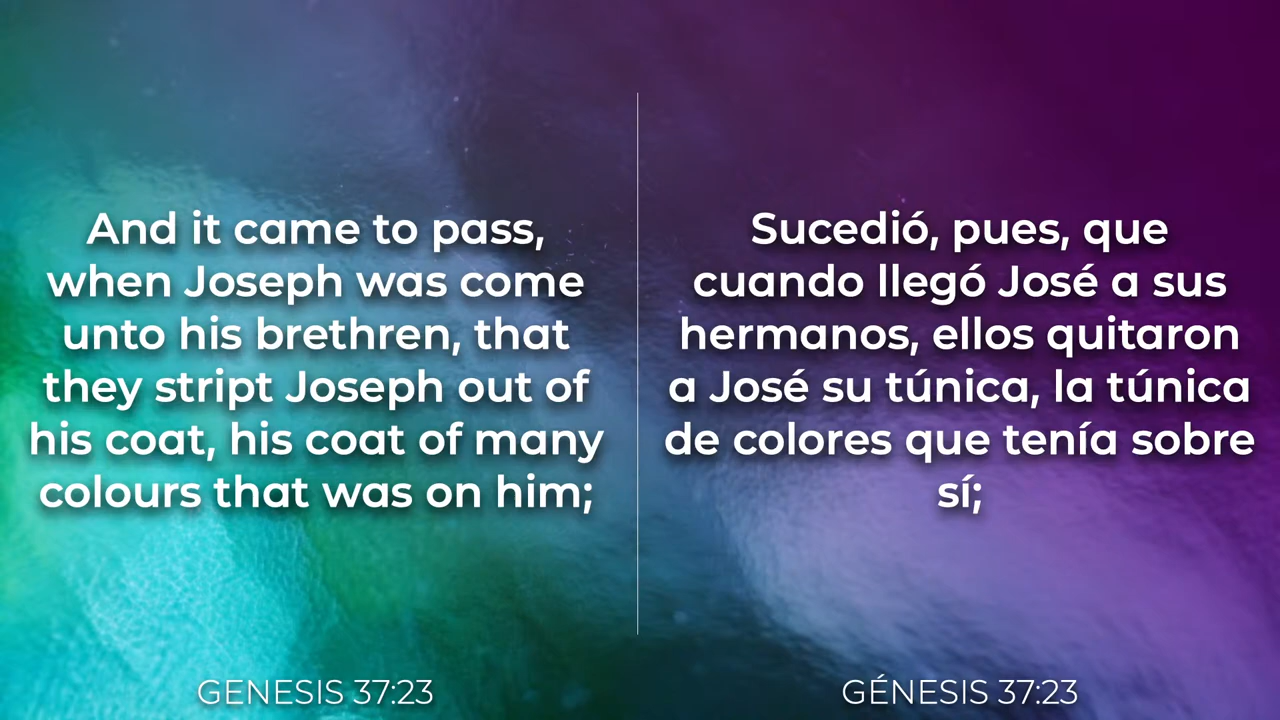 And it came to pass,
when Joseph was come
unto his brethren, that
they stript Joseph out of
his coat, his coat of many
colours that was on him;
GENESIS 37:23
Sucedió, pues, que
cuando llegó José a sus
hermanos, ellos quitaron
a José su túnica, la túnica
de colores que tenía sobre
sí;
GÉNESIS 37:23